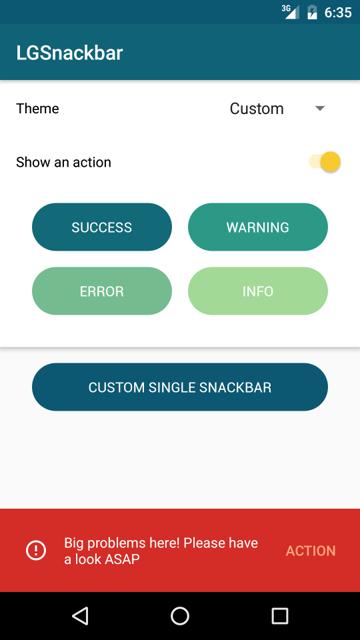 3G 6:35
LGSnackbar
Theme Custom
Show an action
SUCCESS WARNING
ERROR INFO
CUSTOM SINGLE SNACKBAR
Big problems here! Please have
a look ASAP
ACTION